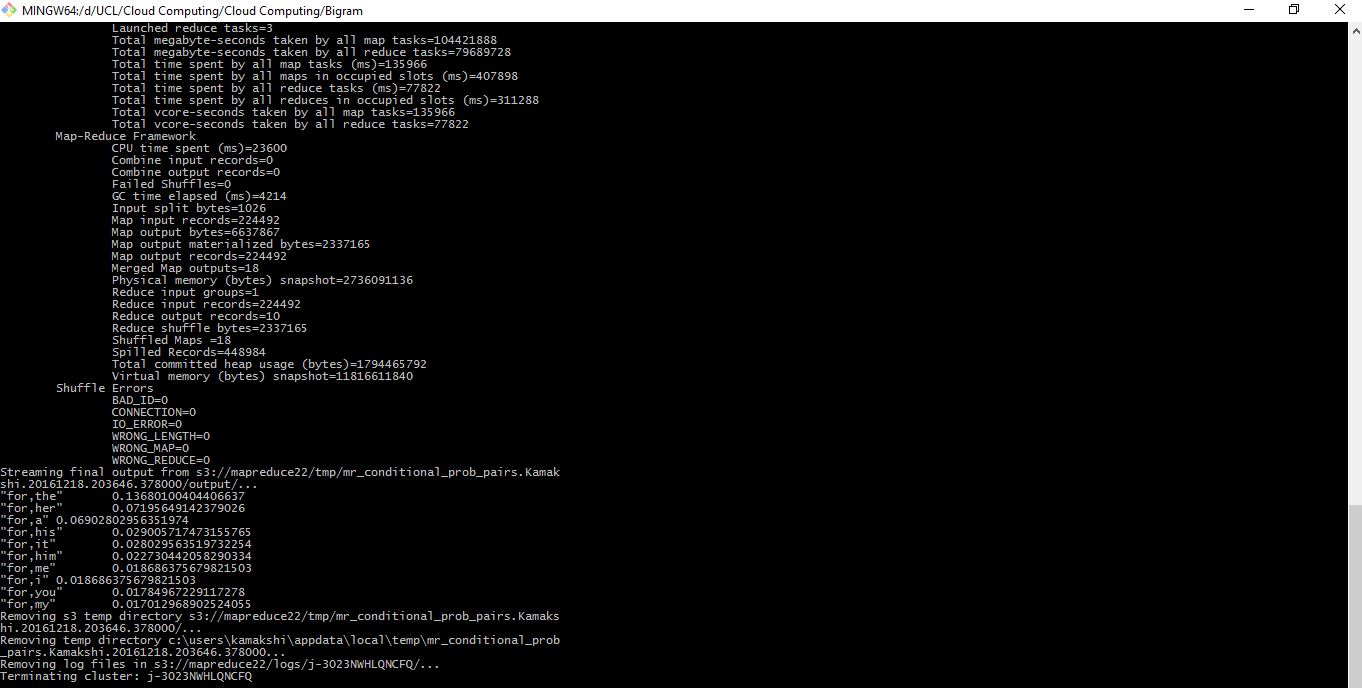 MINGW64:/d/UCL/Cloud Computing/Cloud Computing/Bigram
Launched reduce tasks=3
Total megabyte-seconds taken by all map tasks=104421888
Total megabyte-seconds taken by all reduce tasks=79689728
Total time spent by all map tasks (ms)=135966
Total time spent by all maps in occupied slots (ms)=407898
Total time spent by all reduce tasks (ms)=77822
Total time spent by all reduces in occupied slots (ms)=311288
Total vcore-seconds taken by all map tasks=135966
Total vcore-seconds taken by all reduce tasks=77822
Map-Reduce Framework
CPU time spent (ms)=23600
Combine input records=0
Combine output records=0
Failed Shuffles=0
GC time elapsed (ms)=4214
Input split bytes=1026
Map input records=224492
Map output bytes=6637867
Map output materialized bytes=2337165
Map output records=224492
Merged Map outputs=18
Physical memory (bytes) snapshot=2736091136
Reduce input groups=1
Reduce input records=224492
Reduce output records=10
Reduce shuffle bytes=2337165
Shuffled Maps =18
Spilled Records=448984
Total committed heap usage (bytes)=1794465792
Virtual memory (bytes) snapshot=11816611840
Shuffle Errors
BAD_ID=0
CONNECTION=0
IO_ERROR=0
WRONG_LENGTH=0
WRONG_MAP=0
WRONG_REDUCE=0
Streaming final output from s3://mapreduce22/tmp/mr_conditional_prob_pairs.Kamak
shi.20161218.203646.378000/output/...
"for,the" 0.13680100404406637
"for,her" 0.07195649142379026
"for,a" 0.06902802956351974
"for,his" 0.029005717473155765
"for,it" 0.028029563519732254
"for,him" 0.022730442058290334
"for,me" 0.018686375679821503
"for,i" 0.018686375679821503
"for,you" 0.01784967229117278
"for,my" 0.017012968902524055
Removing s3 temp directory s3://mapreduce22/tmp/mr_conditional_prob_pairs.Kamaks
hi.20161218.203646.378000/...
Removing temp directory c:\users\kamakshi\appdata\local\temp\mr_conditional_prob
_pairs.Kamakshi.20161218.203646.378000...
Removing log files in s3://mapreduce22/logs/j-3023NWHLQNCFQ/...
Terminating cluster: j-3023NWHLQNCFQ